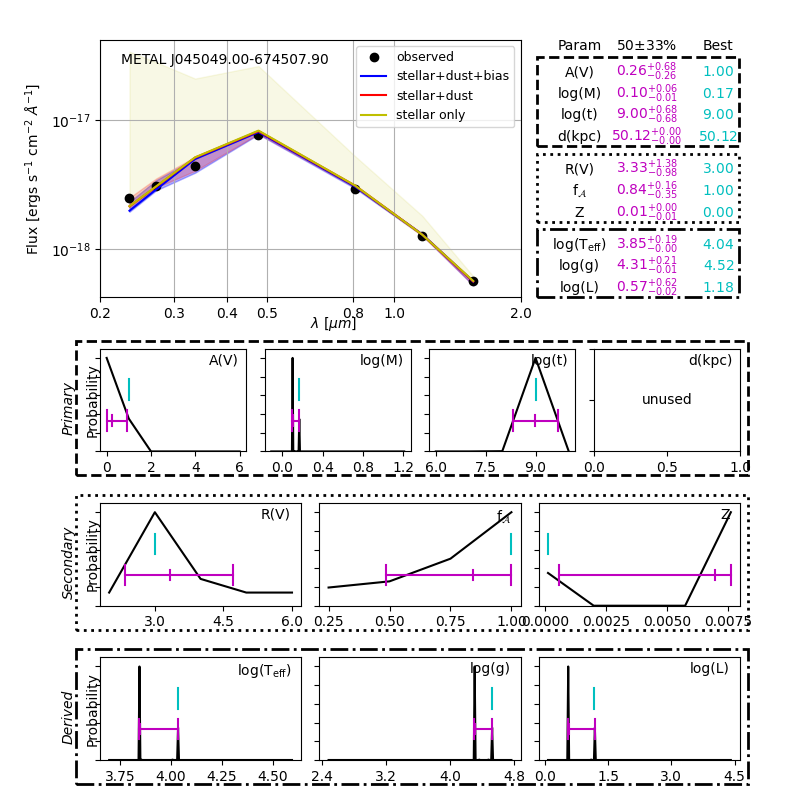 METAL J045049.00-674507.90
observed
stellar+dust+bias
stellar+dust
stellar only
Flux [ergs s⁻¹ cm⁻² Å⁻¹]
10⁻¹⁷
10⁻¹⁸
0.2 0.3 0.4 0.5 0.8 1.0 2.0
λ [μm]
Param 50±33% Best
A(V) 0.26+0.68−0.26 1.00
log(M) 0.10+0.06−0.01 0.17
log(t) 9.00+0.68−0.68 9.00
d(kpc) 50.12+0.00−0.00 50.12
R(V) 3.33+1.38−0.98 3.00
f𝒜 0.84+0.16−0.35 1.00
Z 0.01+0.00−0.01 0.00
log(Teff) 3.85+0.19−0.00 4.04
log(g) 4.31+0.21−0.01 4.52
log(L) 0.57+0.62−0.02 1.18
Primary
Probability
A(V) log(M) log(t) d(kpc)
unused
0 2 4 6 0.0 0.4 0.8 1.2 6.0 7.5 9.0 0.0 0.5 1.0
Secondary
Probability
R(V) f𝒜 Z
3.0 4.5 6.0 0.25 0.50 0.75 1.00 0.0000 0.0025 0.0050 0.0075
Derived
Probability
log(Teff) log(g) log(L)
3.75 4.00 4.25 4.50 2.4 3.2 4.0 4.8 0.0 1.5 3.0 4.5